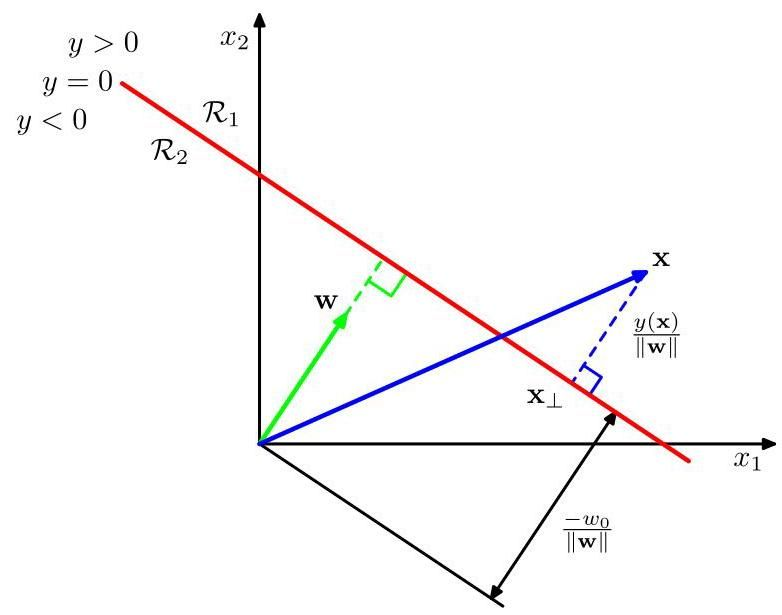 y > 0
x₂
y = 0
y < 0
ℛ₁
ℛ₂
x
w
y(x)
‖w‖
x⊥
x₁
−w₀
‖w‖